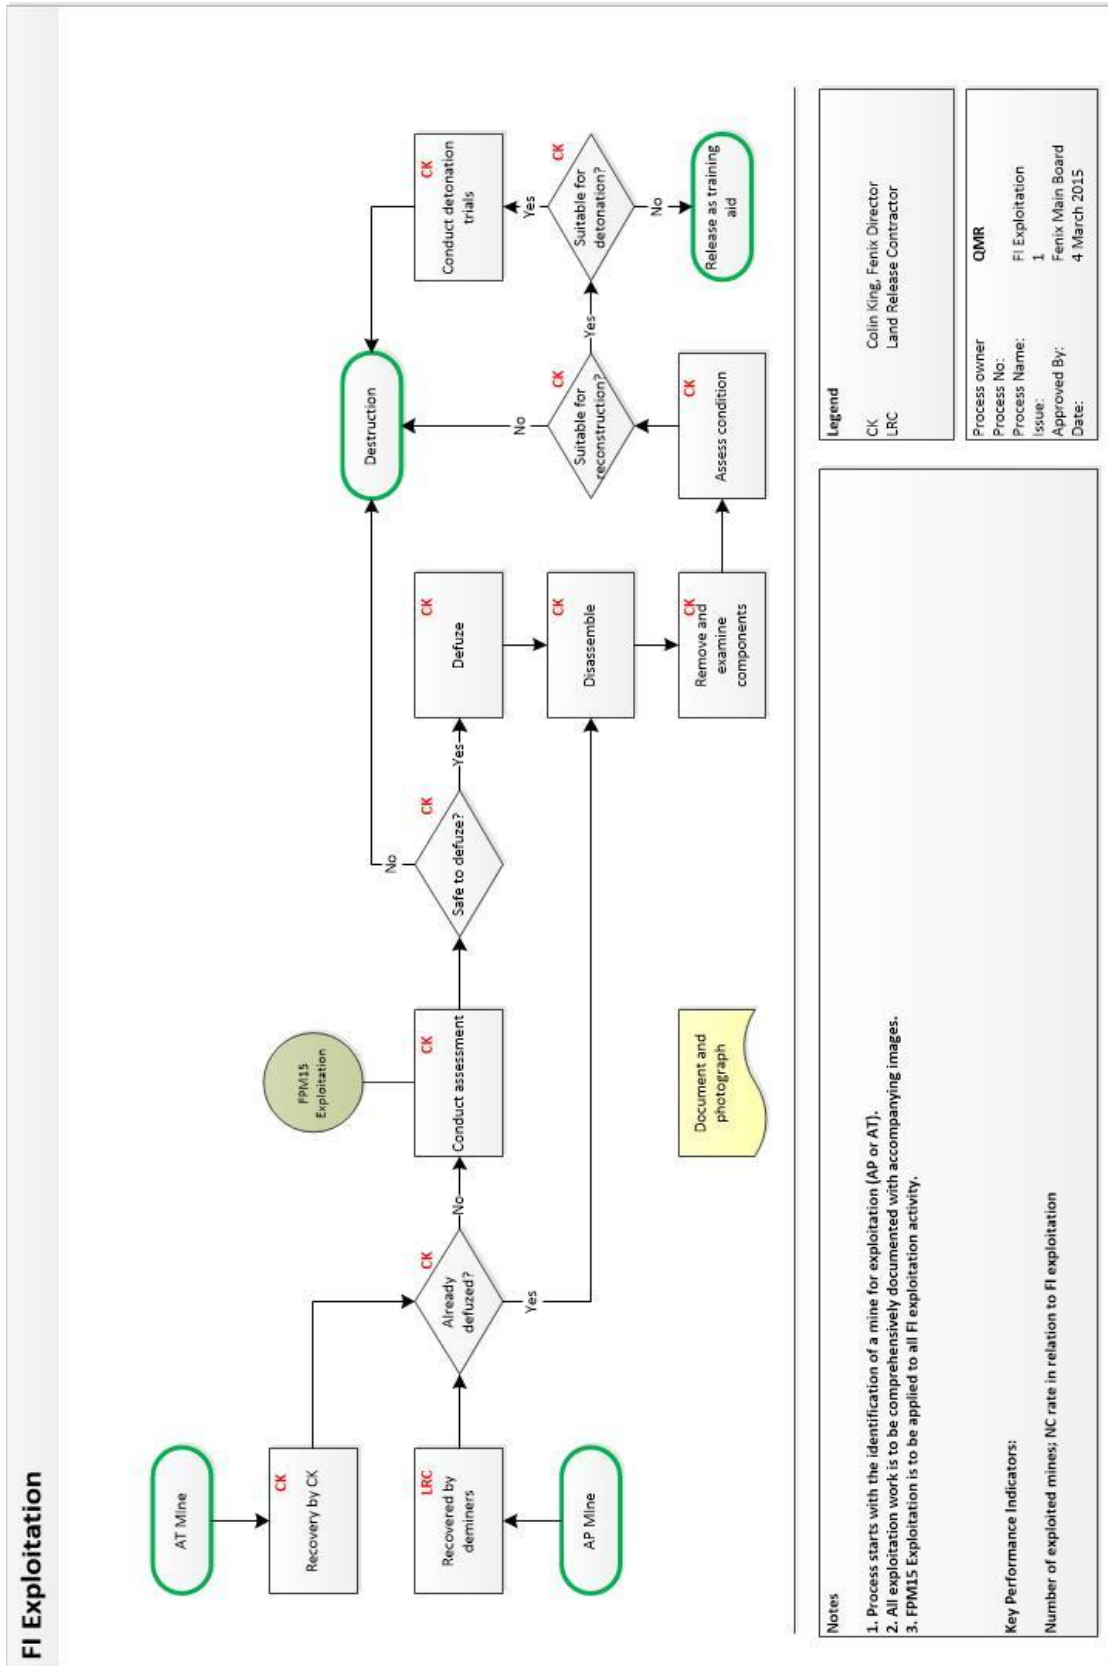 FI Exploitation
AT Mine
CK
Recovery by CK
LRC
Recovered by
deminers
AP Mine
CK
Already
defuzed?
No
Yes
FPM15
Exploitation
CK
Conduct assessment
Document and
photograph
CK
Safe to defuze?
No
Yes
CK
Defuze
CK
Disassemble
CK
Remove and
examine
components
Destruction
No
CK
Suitable for
reconstruction?
Yes
CK
Assess condition
CK
Conduct detonation
trials
Yes
CK
Suitable for
detonation?
No
Release as training
aid
Notes
1. Process starts with the identification of a mine for exploitation (AP or AT).
2. All exploitation work is to be comprehensively documented with accompanying images.
3. FPM15 Exploitation is to be applied to all FI exploitation activity.
Key Performance Indicators:
Number of exploited mines; NC rate in relation to FI exploitation
Legend
CK Colin King, Fenix Director
LRC Land Release Contractor
Process owner QMR
Process No:
Process Name: FI Exploitation
Issue: 1
Approved By: Fenix Main Board
Date: 4 March 2015